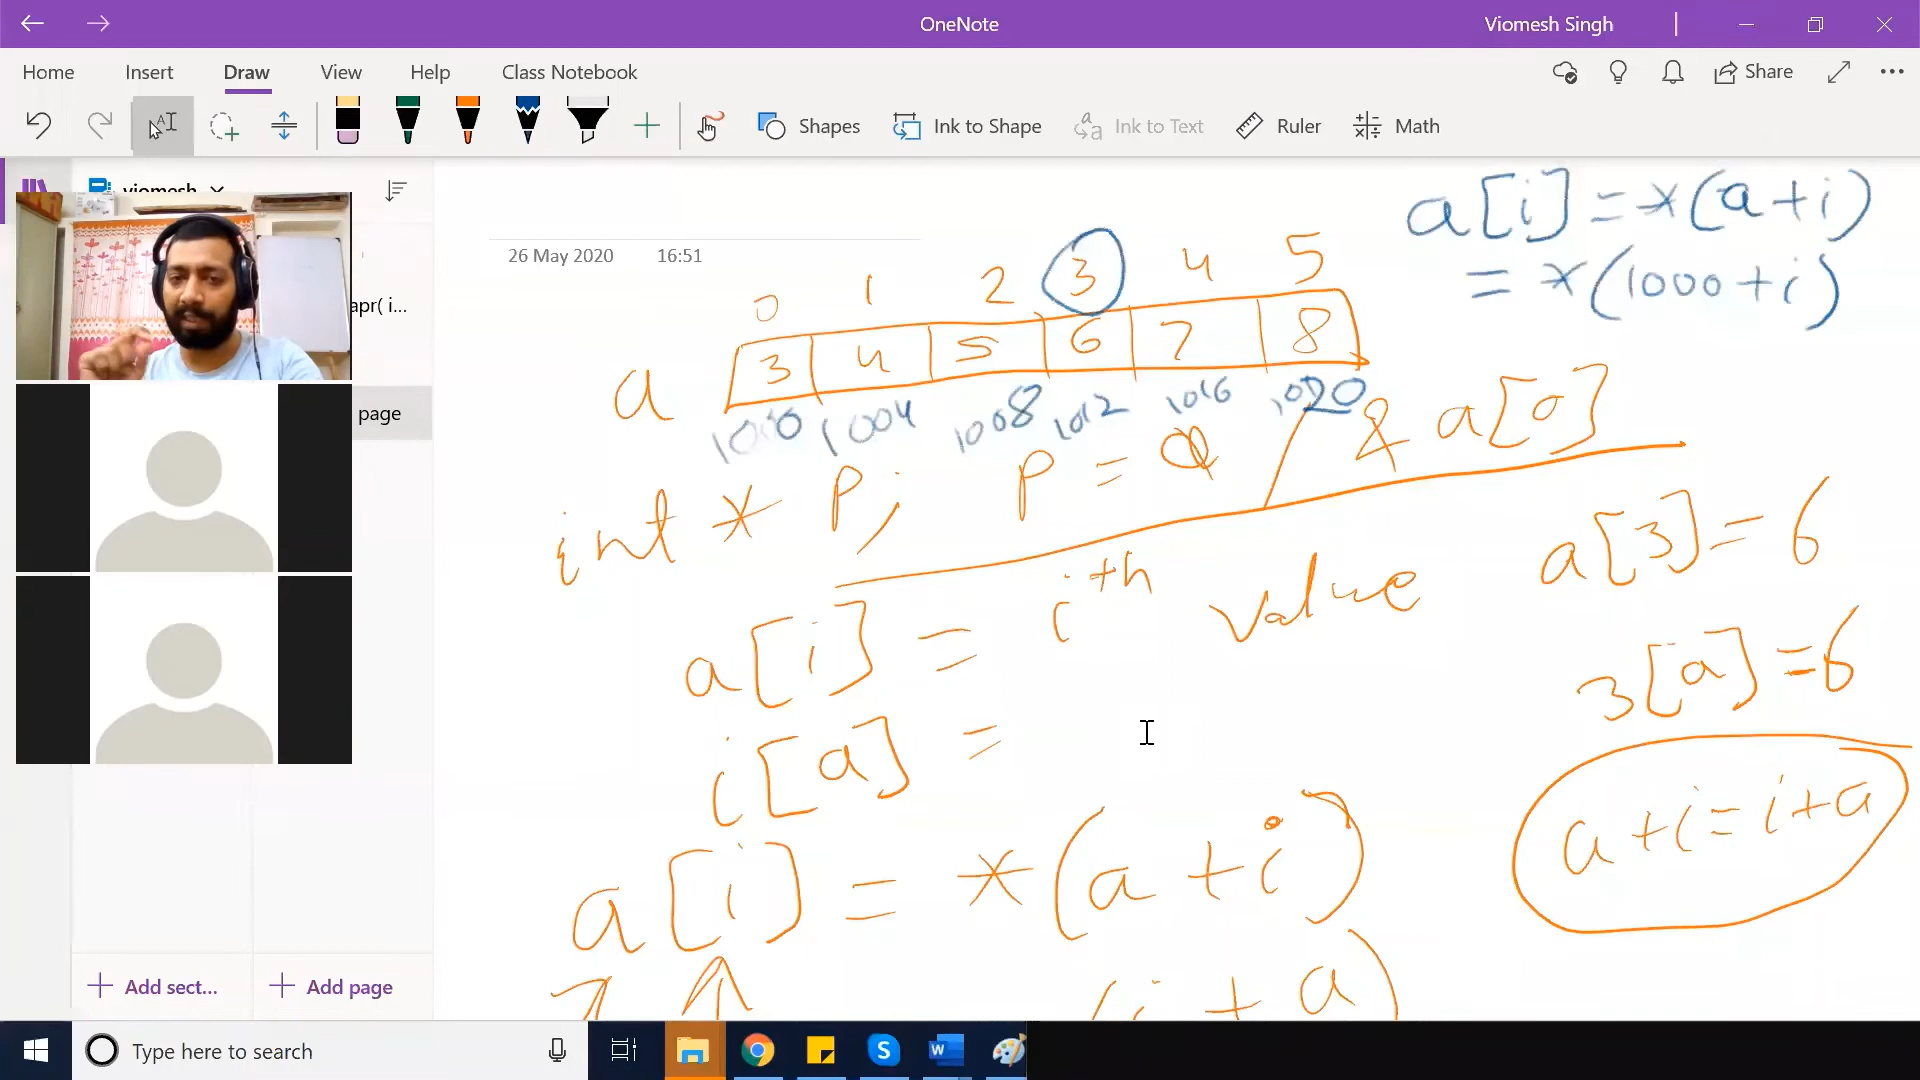 OneNote
Viomesh Singh
Home Insert Draw View Help Class Notebook
Share
Shapes Ink to Shape Ink to Text Ruler Math
viomesh
apr( i...
page
26 May 2020 16:51
a[i] = *(a+i)
= *(1000+i)
0 1 2 3 4 5
a 3 4 5 6 7 8
1000 1004 1008 1012 1016 1020
int * P; P = a / & a[0]
a[3] = 6
a[i] = ith value
3[a] = 6
i[a] =
a+i = i+a
a[i] = *(a+i)
(i + a)
Add sect... Add page
Type here to search